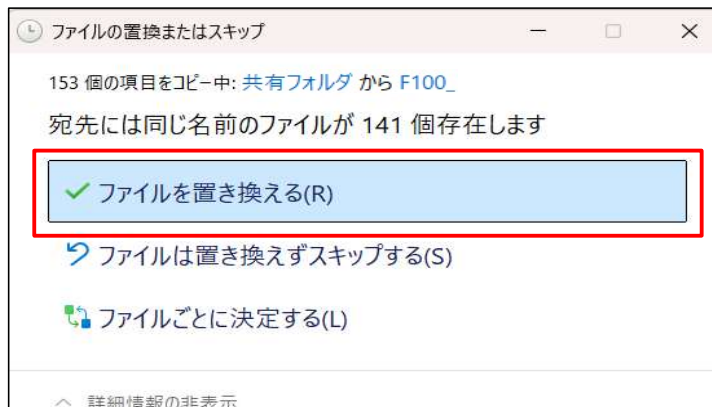 ファイルの置換またはスキップ
153 個の項目をコピー中: 共有フォルダ から F100_
宛先には同じ名前のファイルが 141 個存在します
ファイルを置き換える(R)
ファイルは置き換えずスキップする(S)
ファイルごとに決定する(L)
詳細情報の非表示